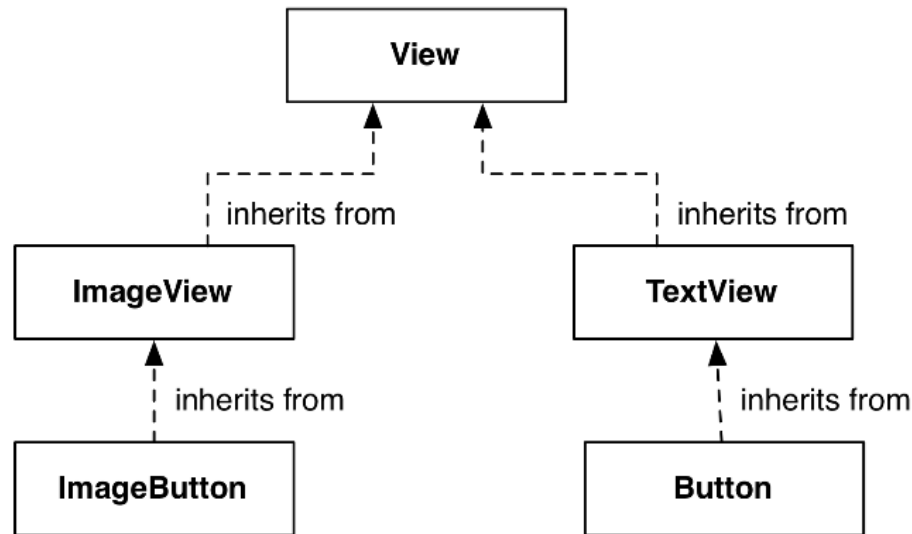 View
inherits from
inherits from
ImageView
TextView
inherits from
inherits from
ImageButton
Button